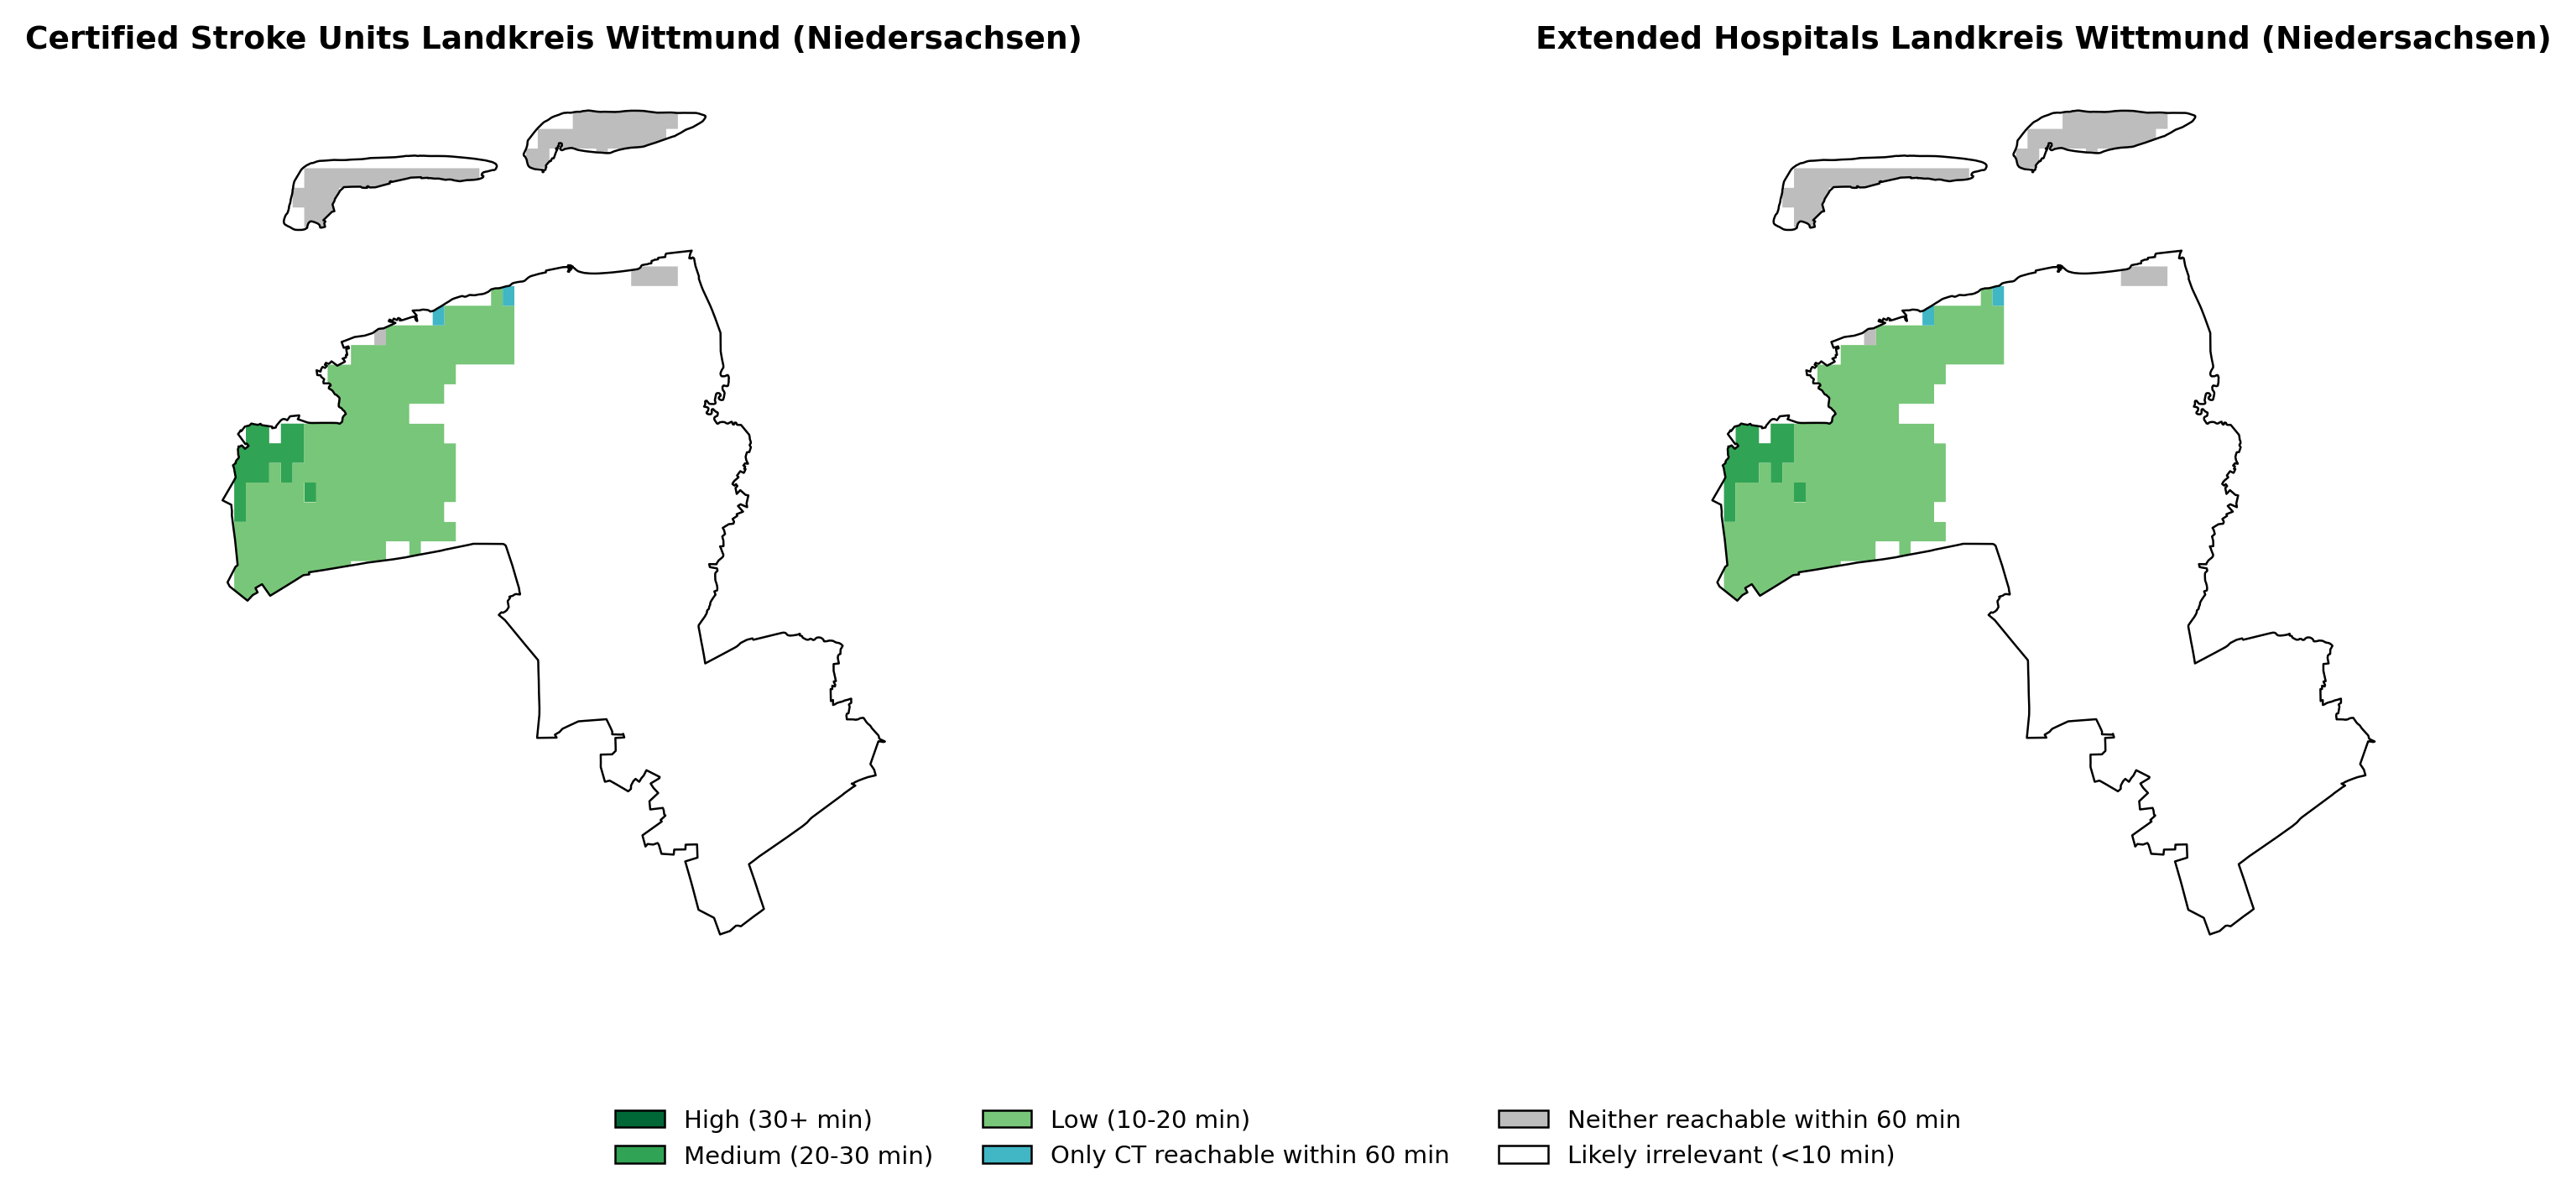 Certified Stroke Units Landkreis Wittmund (Niedersachsen)
Extended Hospitals Landkreis Wittmund (Niedersachsen)
High (30+ min)
Medium (20-30 min)
Low (10-20 min)
Only CT reachable within 60 min
Neither reachable within 60 min
Likely irrelevant (<10 min)